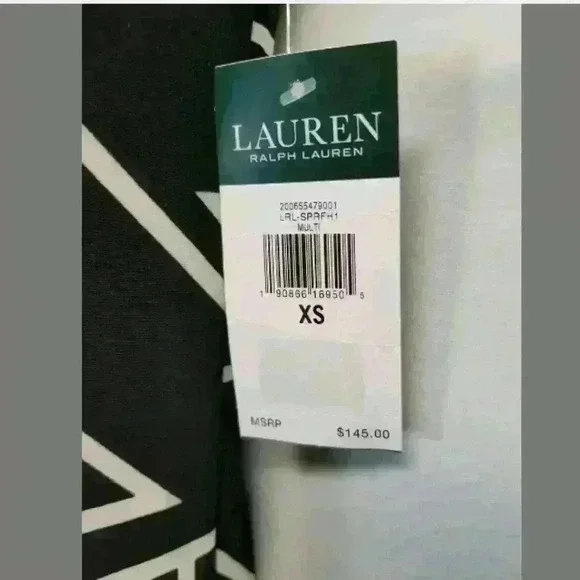 LAUREN
RALPH LAUREN
200655479001
LRL-SPRFH1
MULTI
1 90866 16950 5
XS
MSRP
$145.00